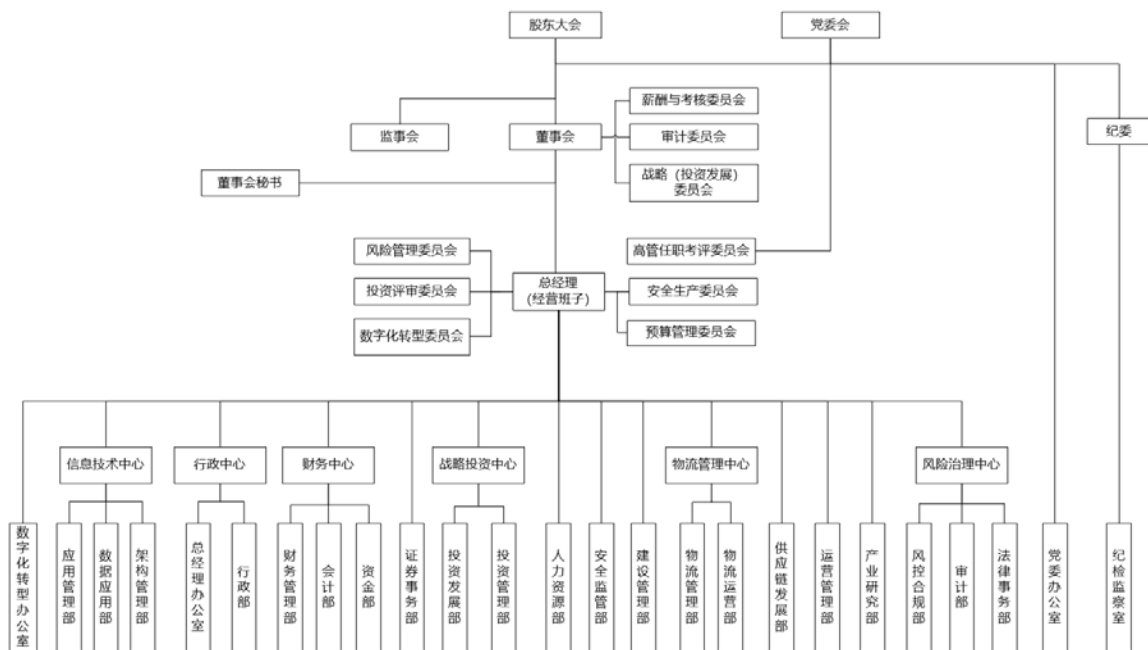 股东大会
党委会
薪酬与考核委员会
监事会
董事会
审计委员会
纪委
董事会秘书
战略（投资发展）
委员会
风险管理委员会
高管任职考评委员会
总经理
（经营班子）
投资评审委员会
安全生产委员会
数字化转型委员会
预算管理委员会
信息技术中心
行政中心
财务中心
战略投资中心
物流管理中心
风险治理中心
数字化转型办公室
应用管理部
数据应用部
架构管理部
总经理办公室
行政部
财务管理部
会计部
资金部
证券事务部
投资发展部
投资管理部
人力资源部
安全监管部
建设管理部
物流管理部
物流运营部
供应链发展部
运营管理部
产业研究部
风控合规部
审计部
法律事务部
党委办公室
纪检监察室